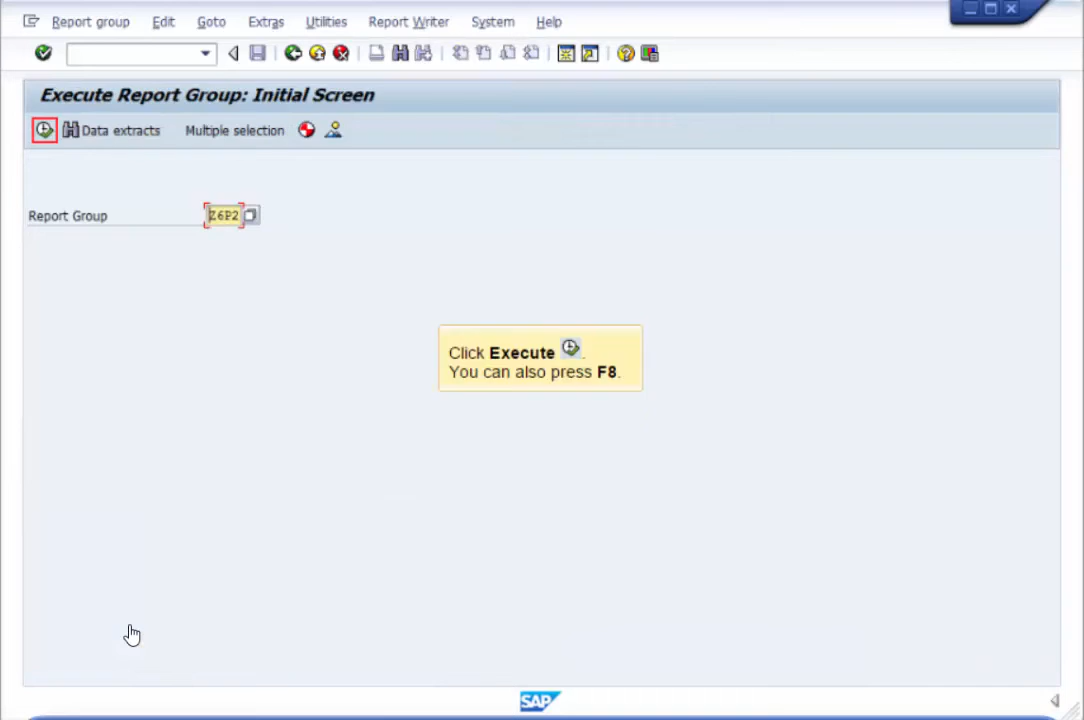 Report group Edit Goto Extras Utilities Report Writer System Help
Execute Report Group: Initial Screen
Data extracts Multiple selection
Report Group Z6P2
Click Execute .
You can also press F8.
SAP